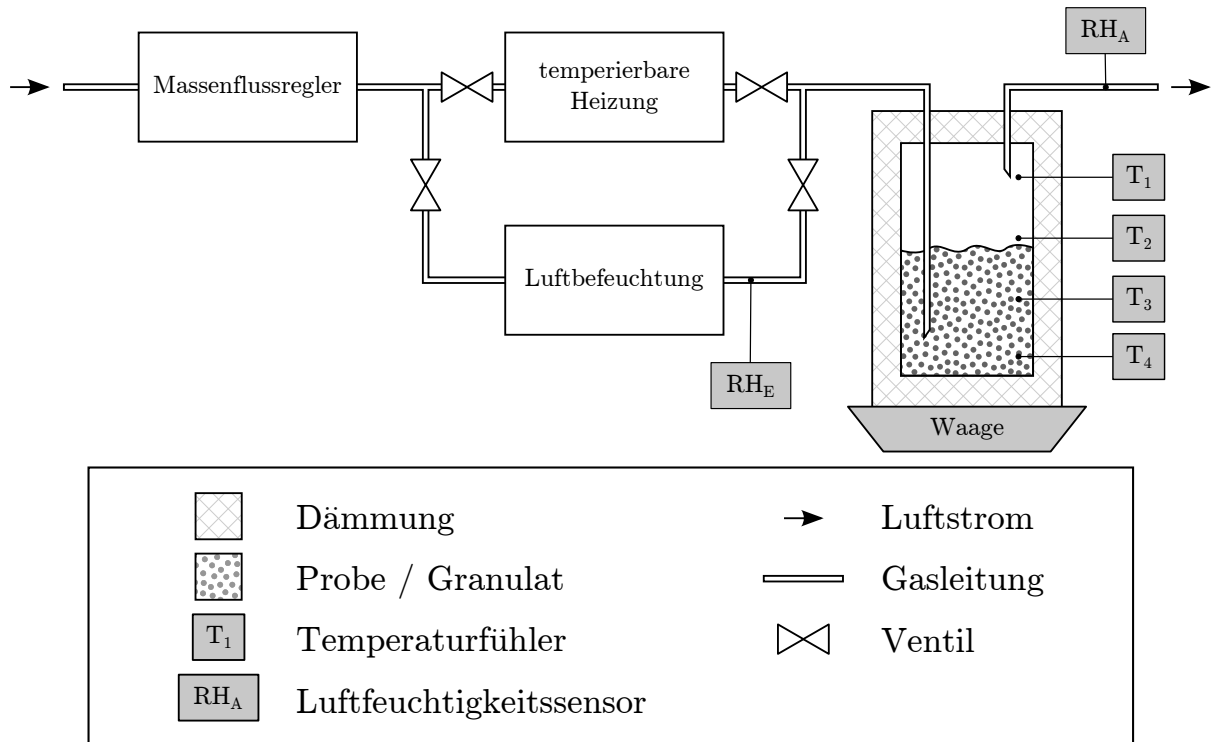 RH_A
Massenflussregler
temperierbare
Heizung
T_1
T_2
Luftbefeuchtung
T_3
T_4
RH_E
Waage
Dämmung
Luftstrom
Probe / Granulat
Gasleitung
T_1
Temperaturfühler
Ventil
RH_A
Luftfeuchtigkeitssensor